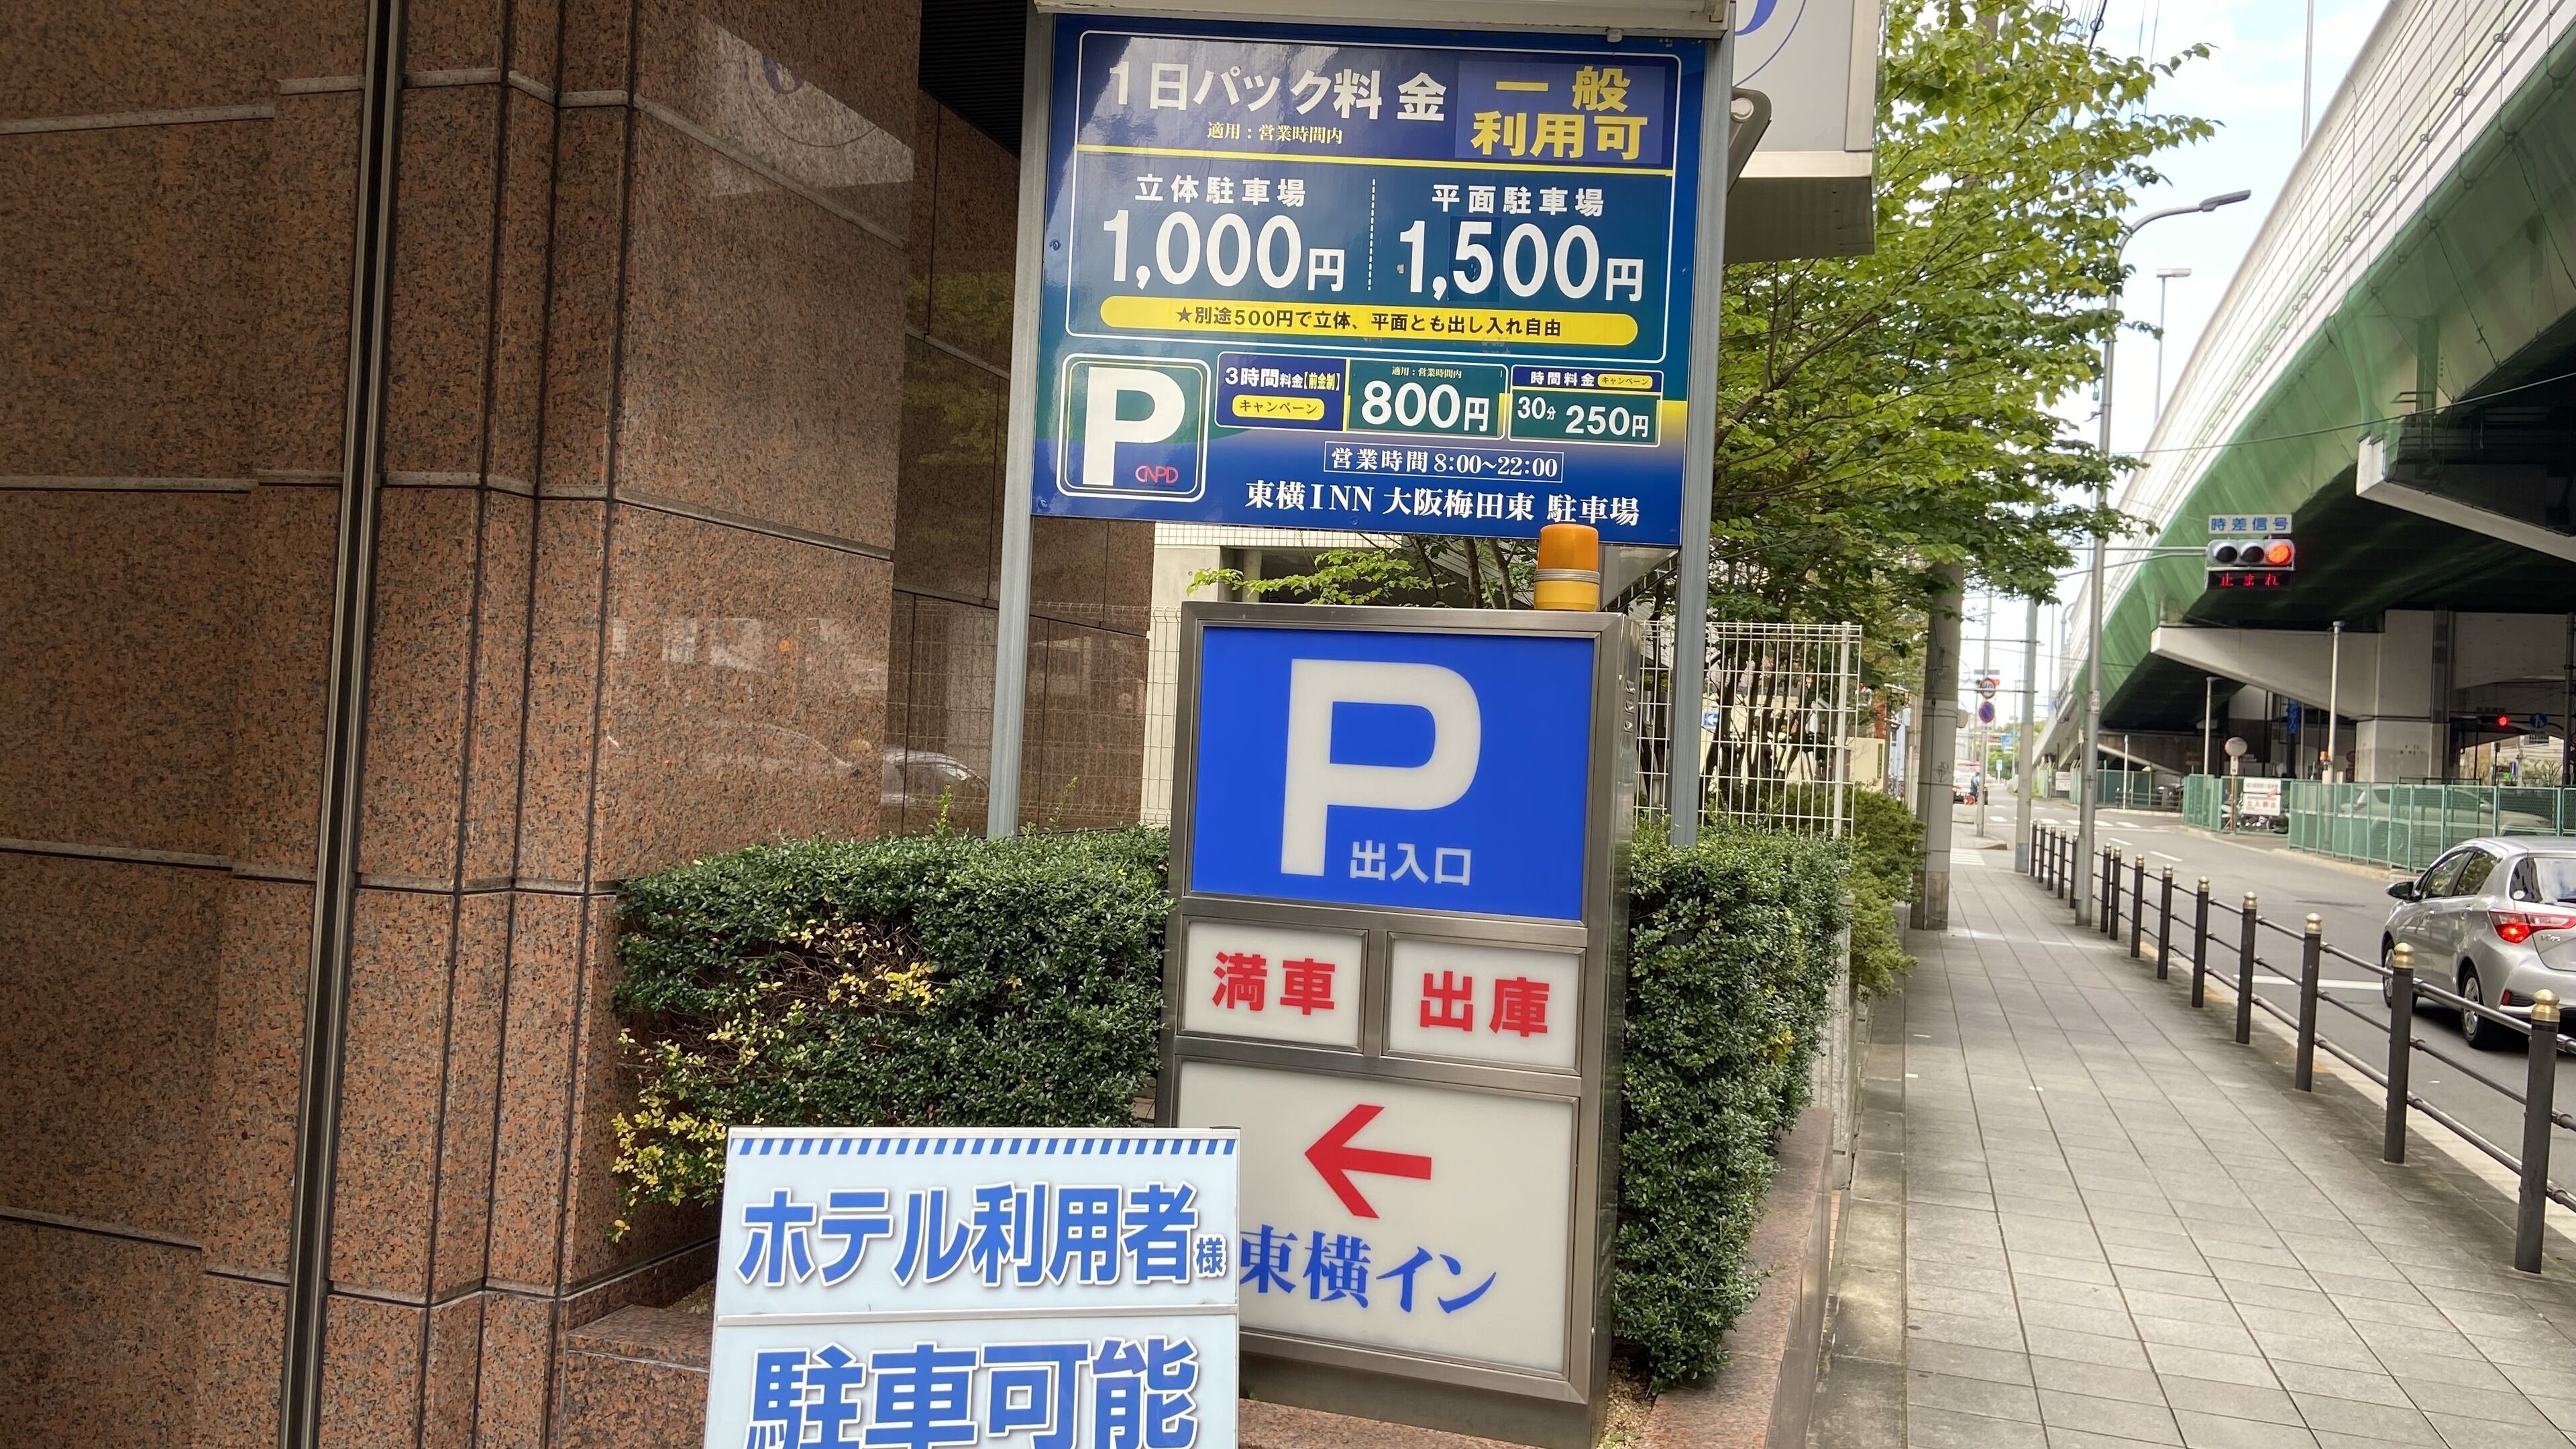 1日パック料金
一般
利用可
適用：営業時間内
立体駐車場
1,000円
平面駐車場
1,500円
★別途500円で立体、平面とも出し入れ自由
P
CNPD
3時間料金【前金制】
キャンペーン
適用：営業時間内
800円
時間料金 キャンペーン
30分 250円
営業時間 8:00~22:00
東横INN 大阪梅田東 駐車場
P
出入口
満車
出庫
←
東横イン
ホテル利用者様
駐車可能
時差信号
止まれ